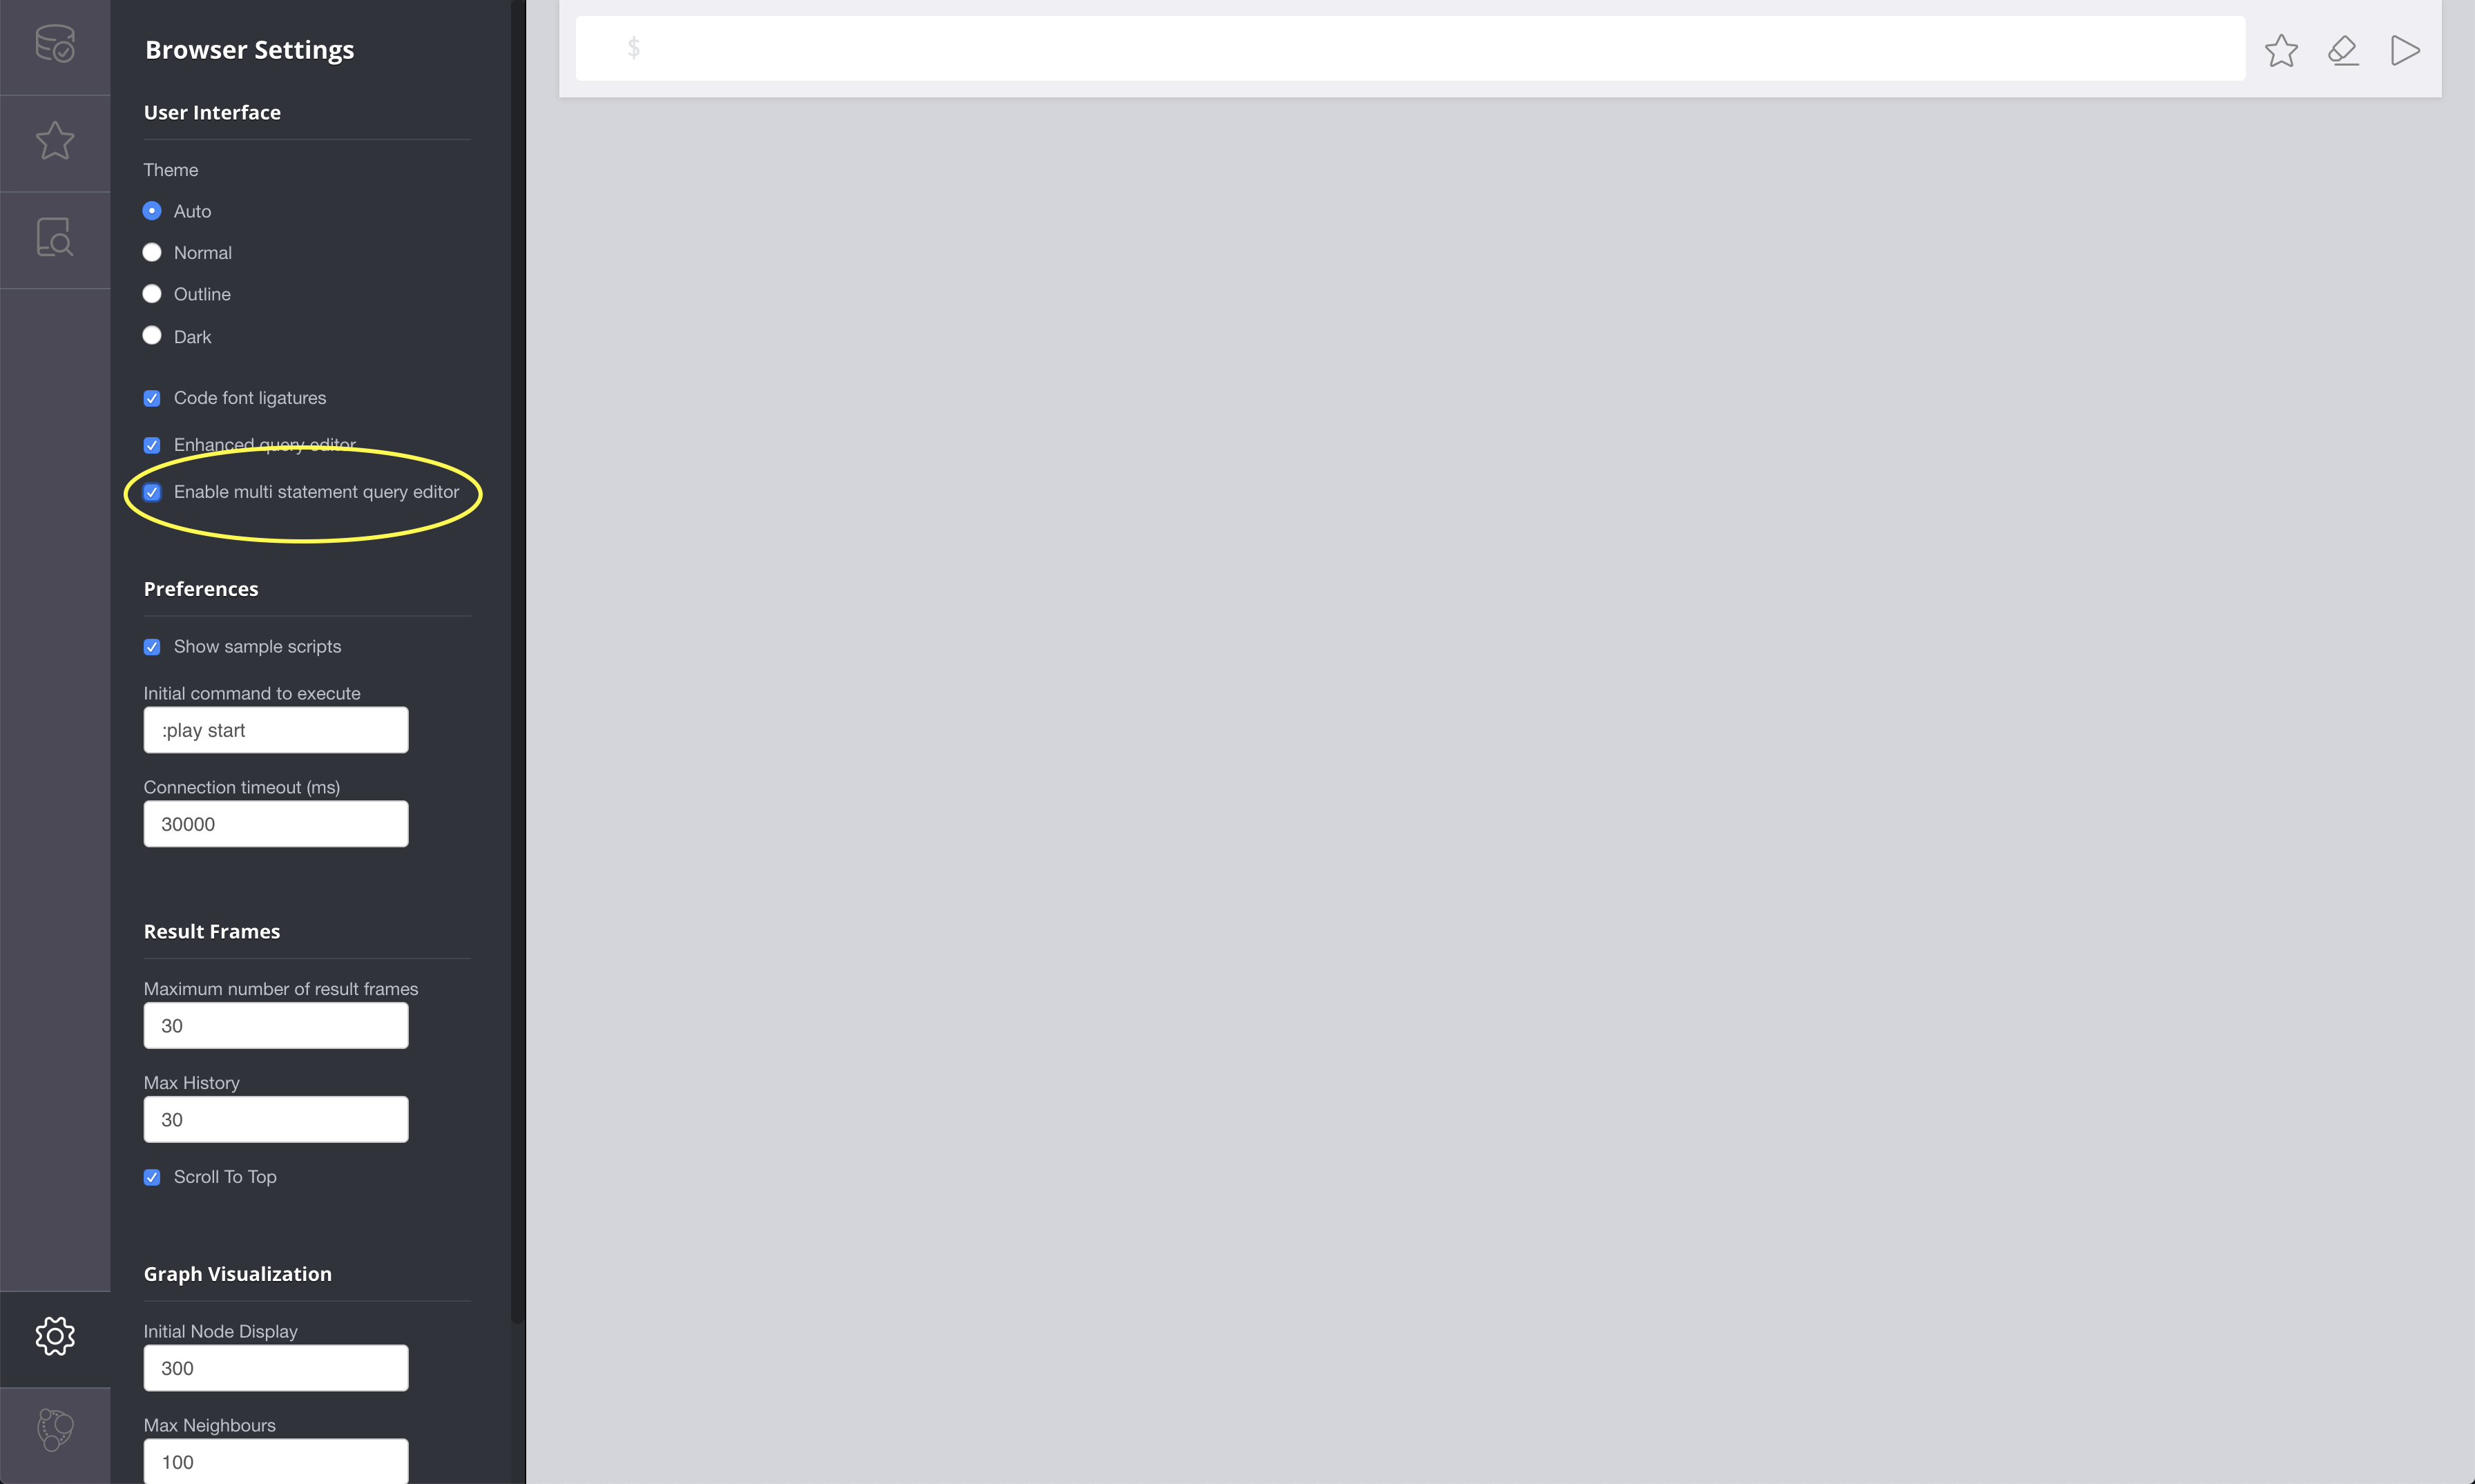 Browser Settings
$
User Interface
Theme
Auto
Normal
Outline
Dark
Code font ligatures
Enhanced query editor
Enable multi statement query editor
Preferences
Show sample scripts
Initial command to execute
:play start
Connection timeout (ms)
30000
Result Frames
Maximum number of result frames
30
Max History
30
Scroll To Top
Graph Visualization
Initial Node Display
300
Max Neighbours
100